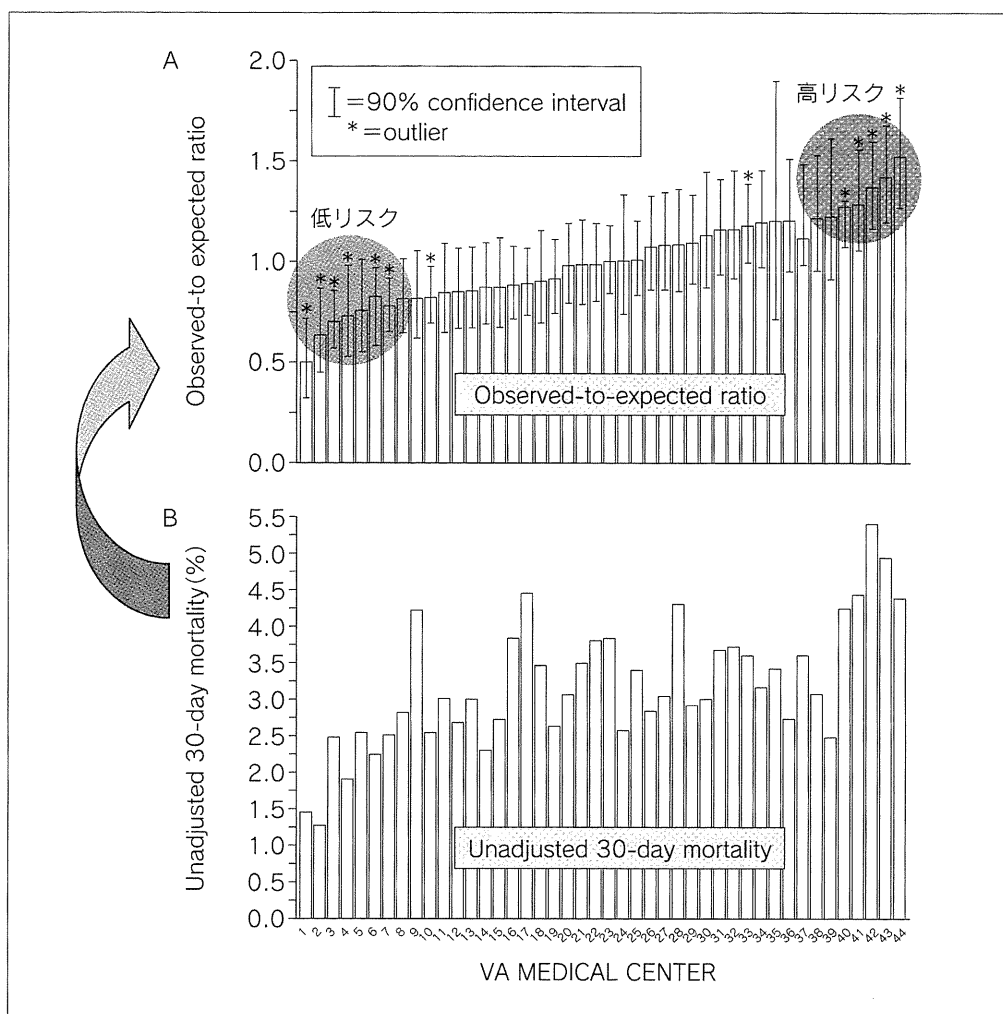 A
Observed-to expected ratio
2.0
1.5
1.0
0.5
0.0
I=90% confidence interval
*=outlier
低リスク
高リスク
* * * * * * * * * * * * *
Observed-to-expected ratio
B
Unadjusted 30-day mortality(%)
5.5
5.0
4.5
4.0
3.5
3.0
2.5
2.0
1.5
1.0
0.5
0.0
Unadjusted 30-day mortality
1 2 3 4 5 6 7 8 9 10 11 12 13 14 15 16 17 18 19 20 21 22 23 24 25 26 27 28 29 30 31 32 33 34 35 36 37 38 39 40 41 42 43 44
VA MEDICAL CENTER